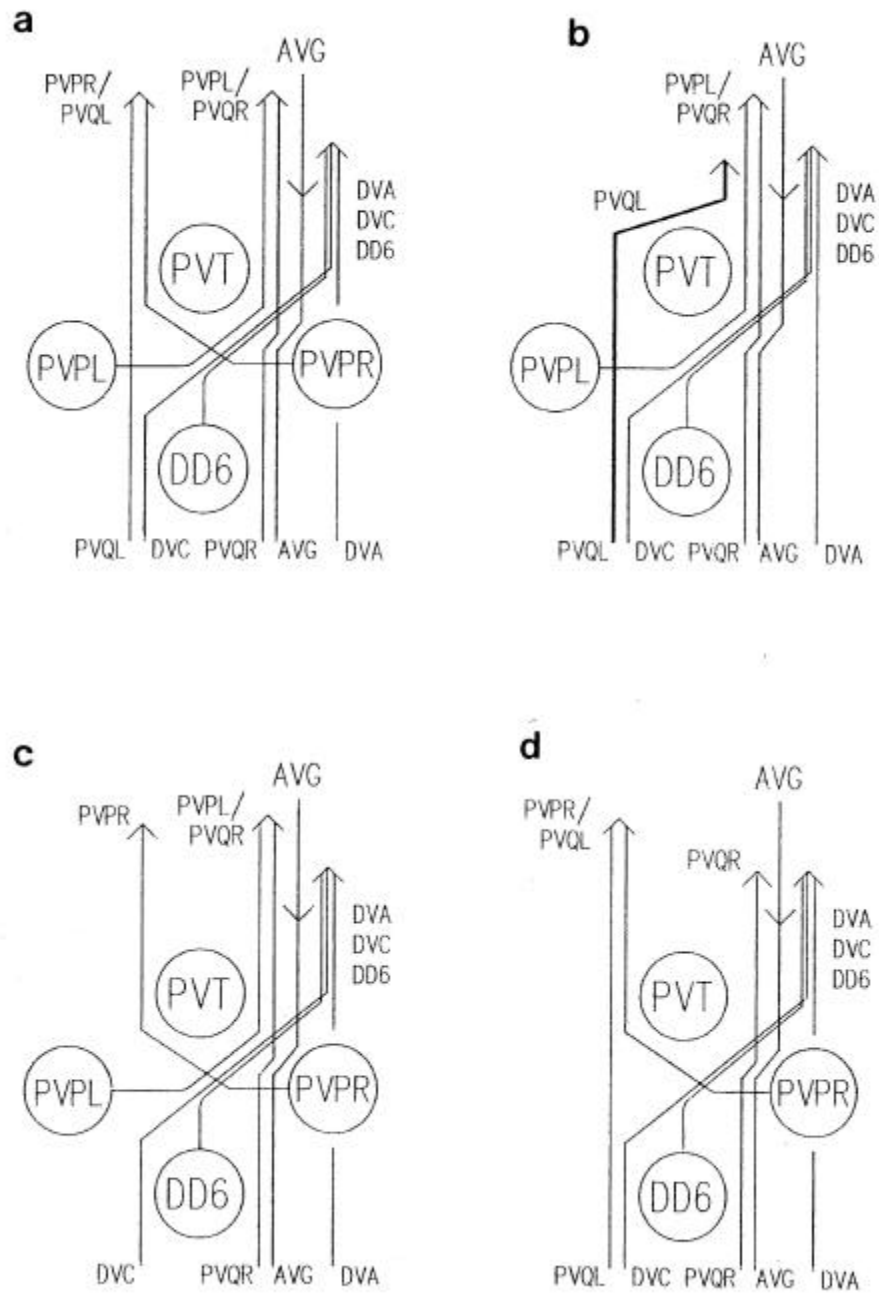 a
AVG
PVPR/
PVQL
PVPL/
PVQR
DVA
DVC
DD6
PVT
PVPL
PVPR
DD6
PVQL DVC PVQR AVG DVA
b
AVG
PVPL/
PVQR
PVQL
DVA
DVC
DD6
PVT
PVPL
DD6
PVQL DVC PVQR AVG DVA
c
AVG
PVPR
PVPL/
PVQR
DVA
DVC
DD6
PVT
PVPL
PVPR
DD6
DVC PVQR AVG DVA
d
AVG
PVPR/
PVQL
PVQR
DVA
DVC
DD6
PVT
PVPR
DD6
PVQL DVC PVQR AVG DVA